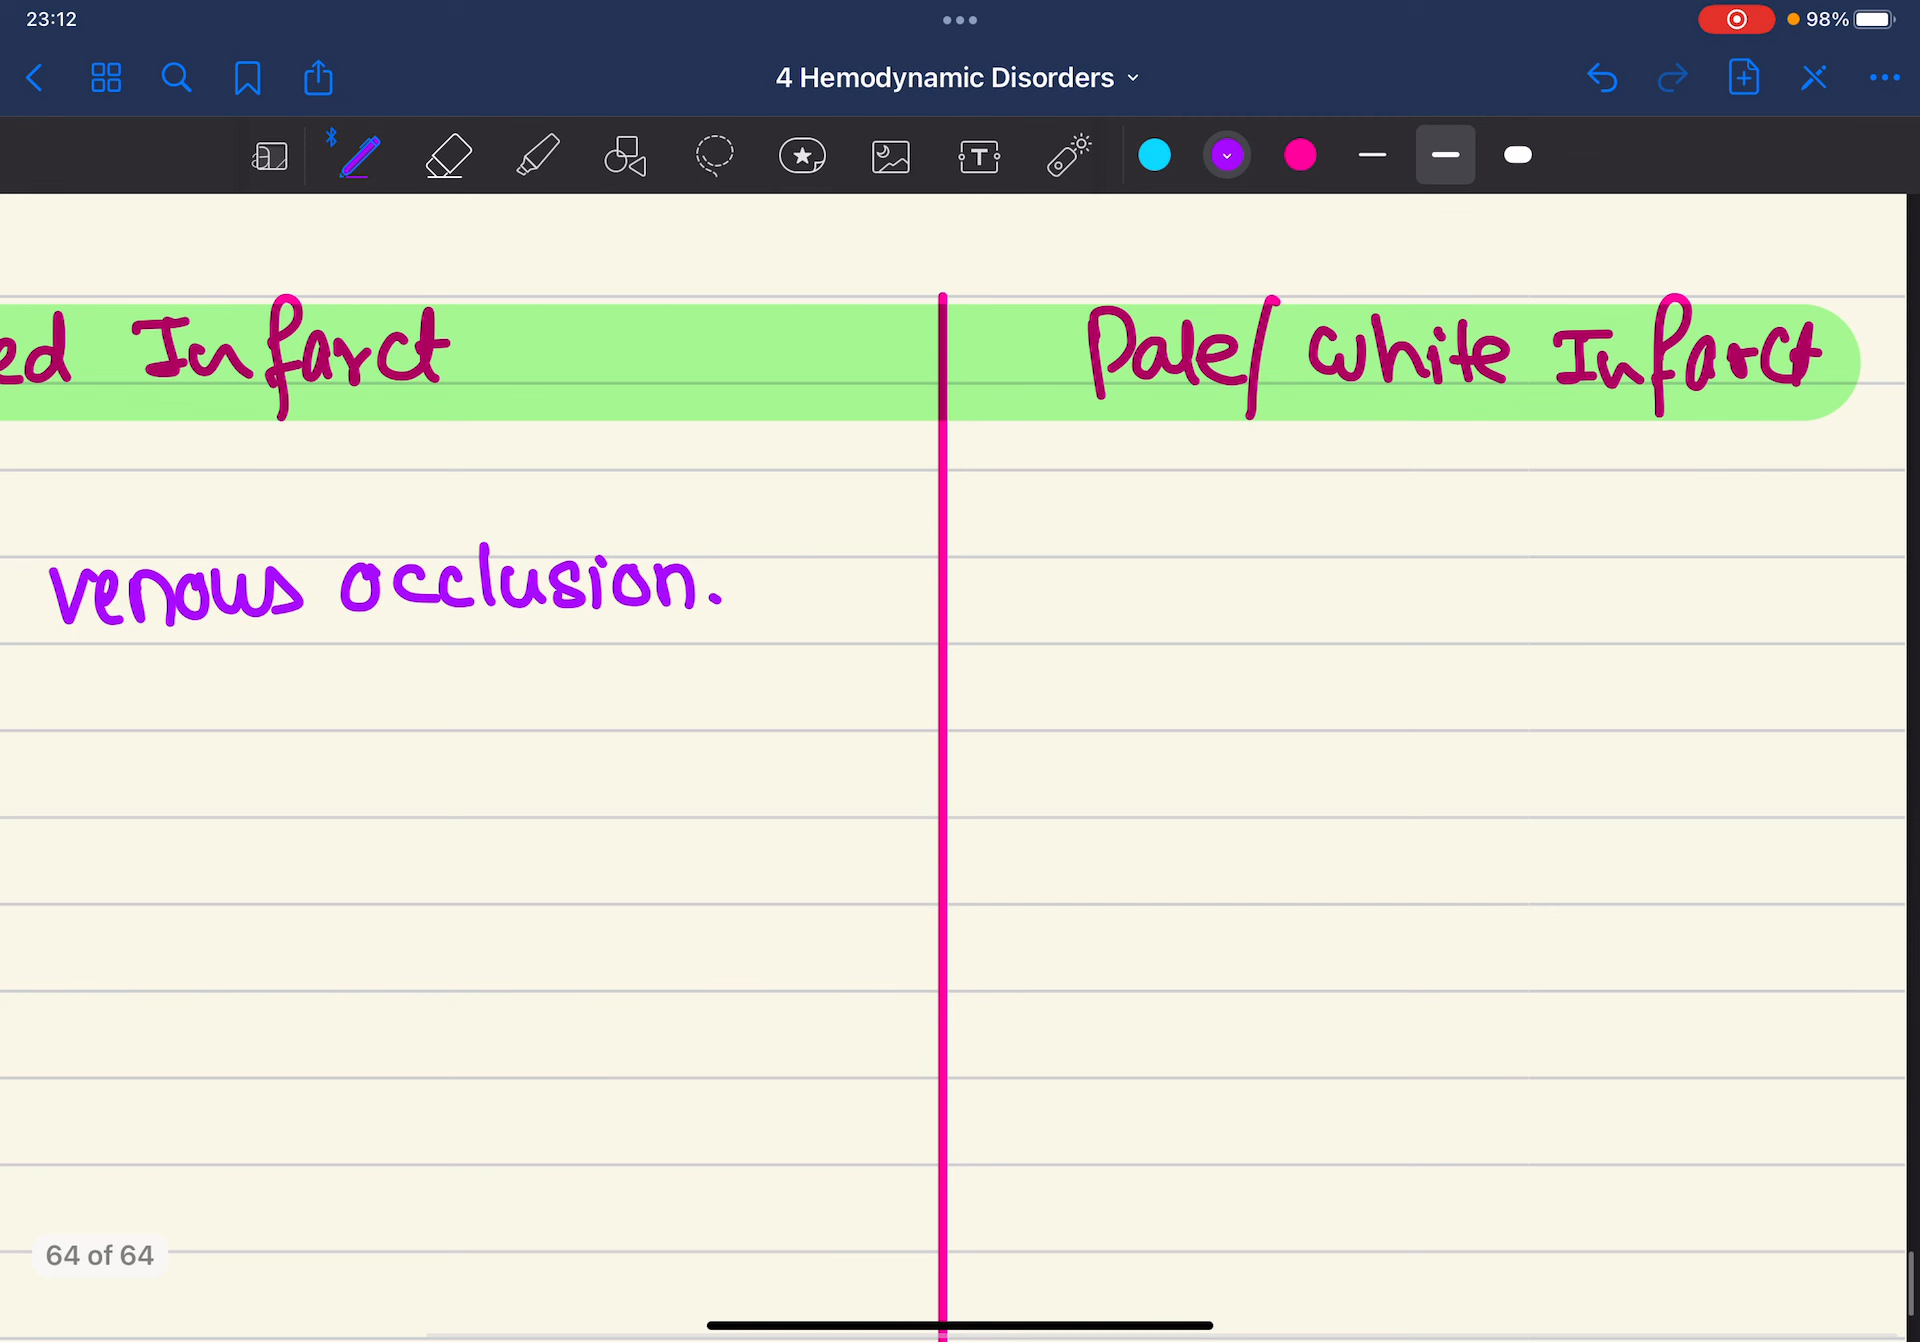 23:12
98%
4 Hemodynamic Disorders
ed Infarct
Pale/ White Infarct
venous occlusion.
64 of 64